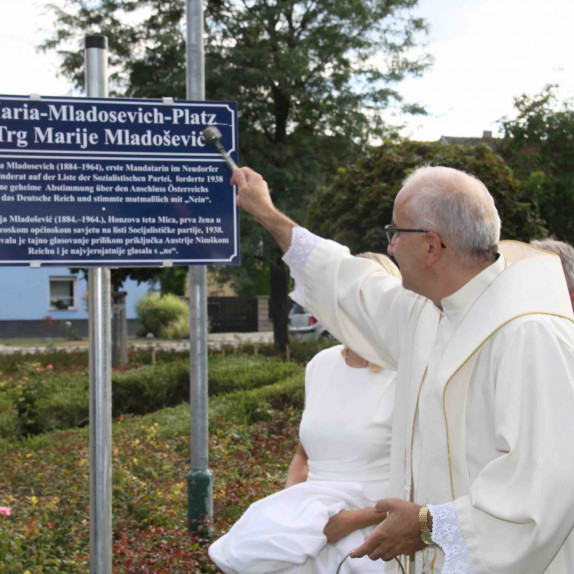 aria-Mladosevich-Platz
Trg Marije Mladošević
a Mladosevich (1884–1964), erste Mandatarin im Neudorfer
inderat auf der Liste der Sozialistischen Partei, forderte 1938
ne geheime Abstimmung über den Anschluss Österreichs
das Deutsche Reich und stimmte mutmaßlich mit „Nein".
*
ja Mladošević (1884.–1964.), Honzova teta Mica, prva žena u
eoskom općinskom savjetu na listi Socijalističke partije, 1938.
vala je tajno glasovanje prilikom priključka Austrije Nimškom
Reichu i je najvjerojatnije glasala s „ne".